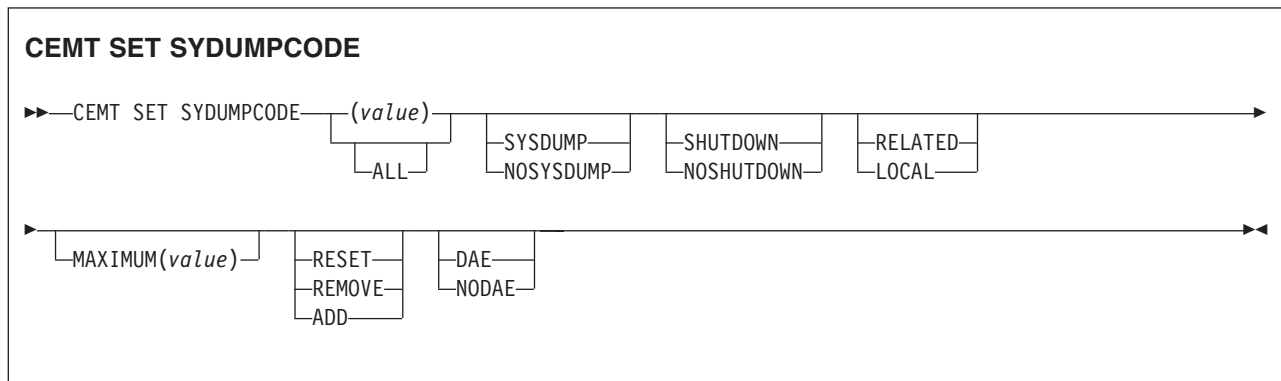 CEMT SET SYDUMPCODE
CEMT SET SYDUMPCODE (value) ALL SYSDUMP NOSYSDUMP SHUTDOWN NOSHUTDOWN RELATED LOCAL
MAXIMUM(value) RESET REMOVE ADD DAE NODAE